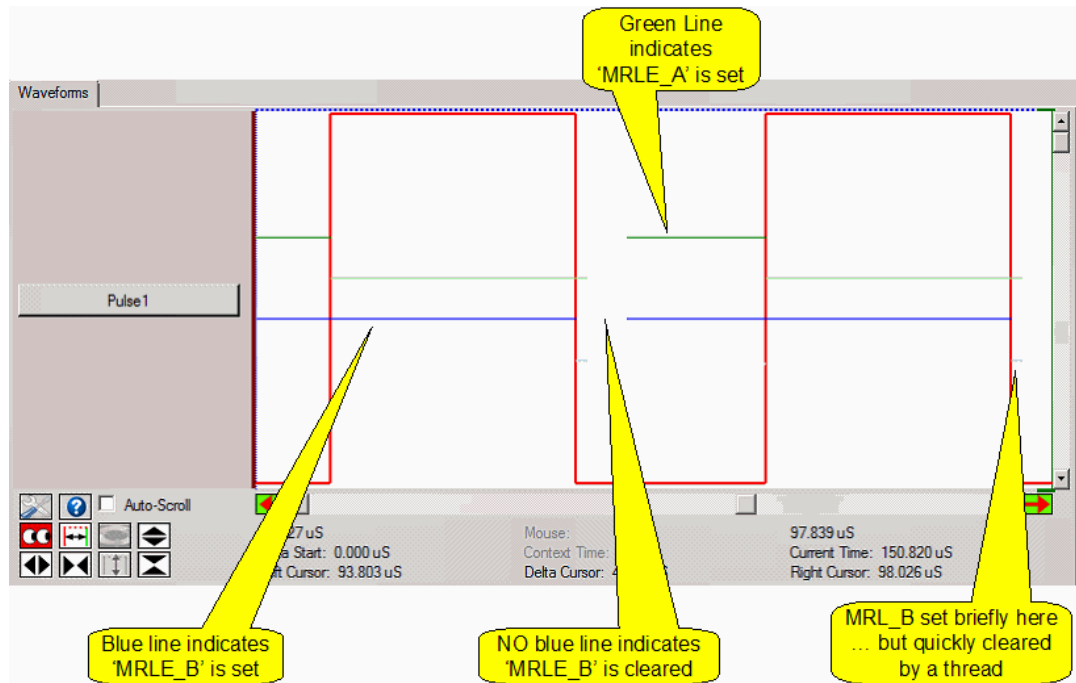 Green Line
indicates
‘MRLE_A’ is set
Waveforms
Pulse1
Auto-Scroll
27 uS
Mouse:
97.839 uS
Start: 0.000 uS
Context Time:
Current Time: 150.820 uS
Cursor: 93.803 uS
Delta Cursor:
Right Cursor: 98.026 uS
Blue line indicates
‘MRLE_B’ is set
NO blue line indicates
‘MRLE_B’ is cleared
MRL_B set briefly here
… but quickly cleared
by a thread